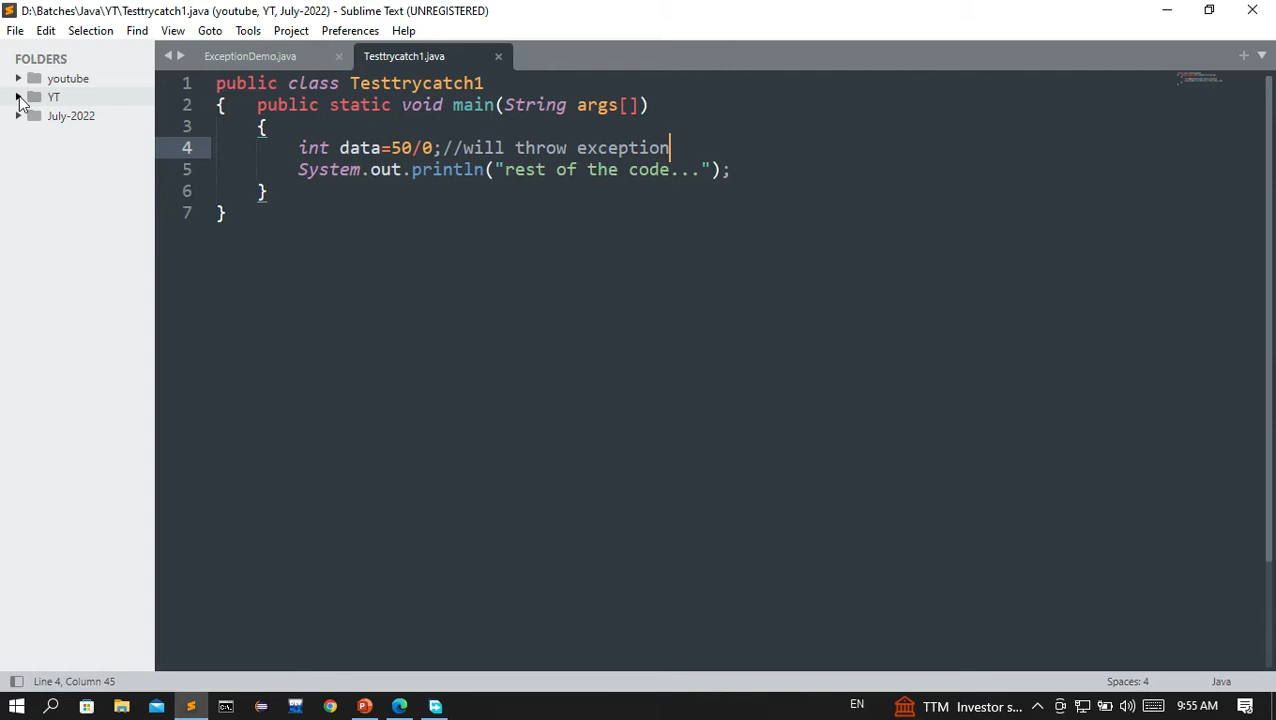 D:\Batches\Java\YT\Testtrycatch1.java (youtube, YT, July-2022) - Sublime Text (UNREGISTERED)
File Edit Selection Find View Goto Tools Project Preferences Help
FOLDERS
youtube
YT
July-2022
ExceptionDemo.java
Testtrycatch1.java
1 public class Testtrycatch1
2 { public static void main(String args[])
3 {
4 int data=50/0;//will throw exception
5 System.out.println("rest of the code...");
6 }
7 }
Line 4, Column 45
Spaces: 4
Java
EN
TTM Investor s...
9:55 AM